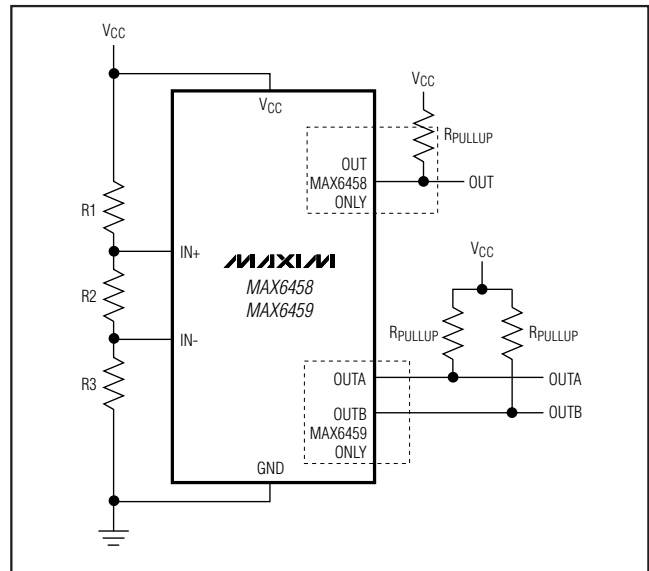 VCC
VCC
VCC
RPULLUP
OUT
MAX6458
ONLY
OUT
R1
IN+
MAXIM
MAX6458
MAX6459
R2
IN-
VCC
RPULLUP
RPULLUP
R3
OUTA
OUTA
OUTB
OUTB
MAX6459
ONLY
GND